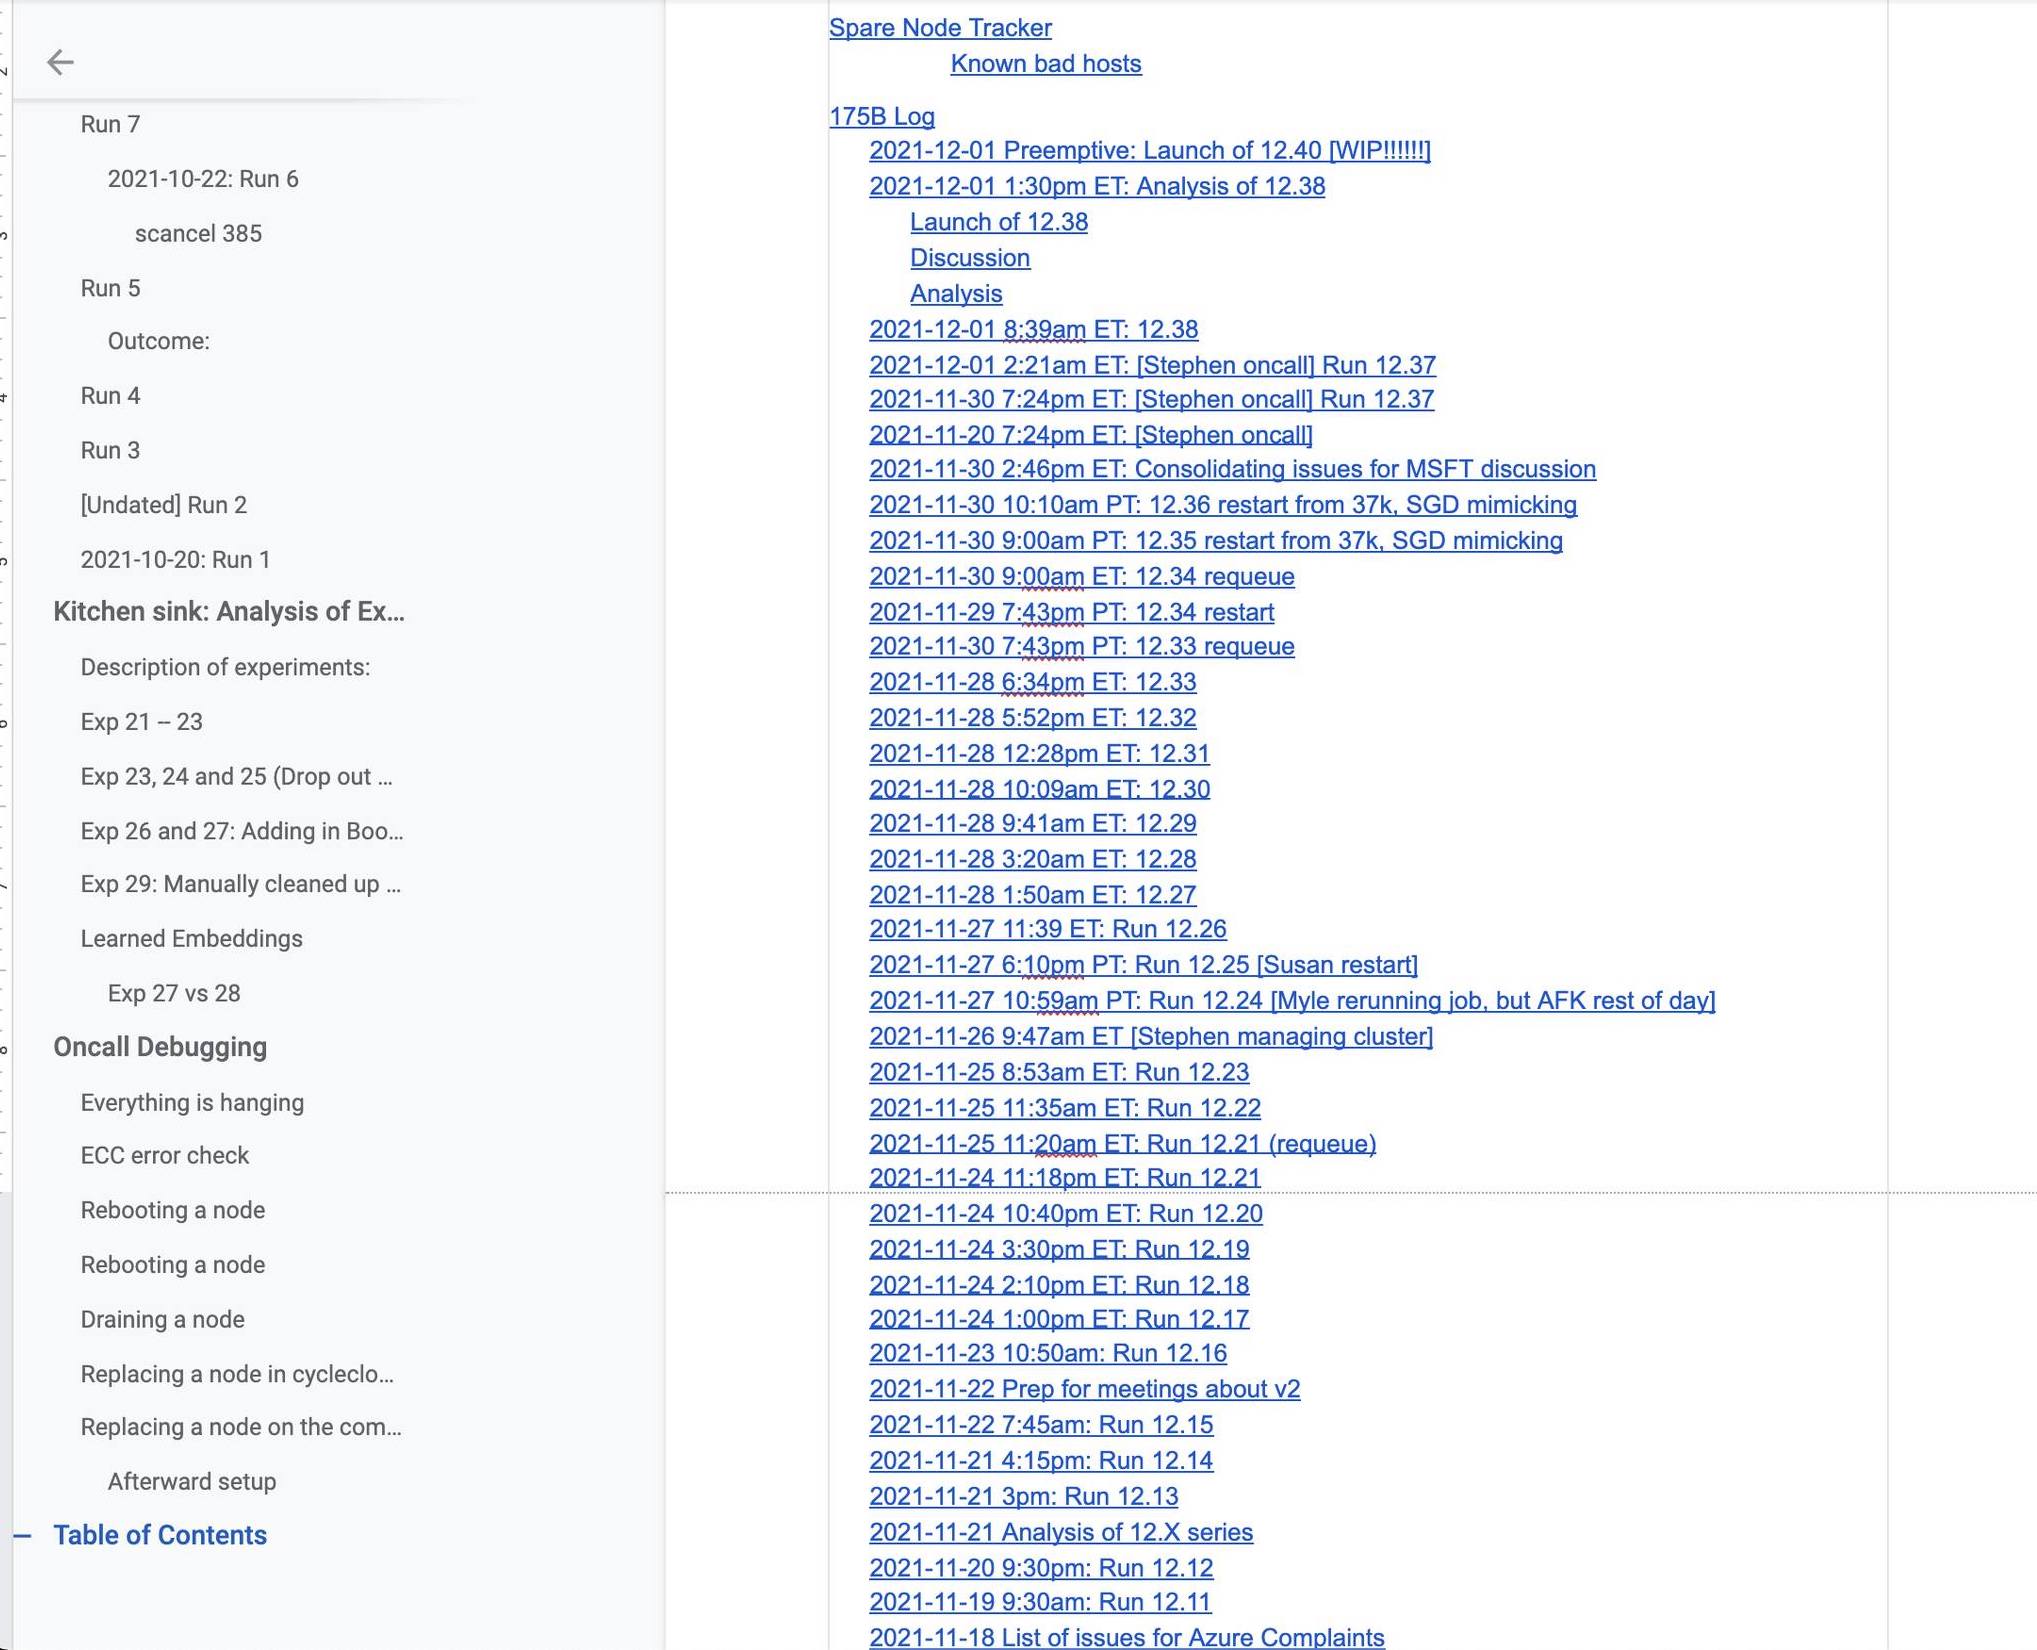 Run 7
2021-10-22: Run 6
scancel 385
Run 5
Outcome:
Run 4
Run 3
[Undated] Run 2
2021-10-20: Run 1
Kitchen sink: Analysis of Ex...
Description of experiments:
Exp 21 -- 23
Exp 23, 24 and 25 (Drop out ...
Exp 26 and 27: Adding in Boo...
Exp 29: Manually cleaned up ...
Learned Embeddings
Exp 27 vs 28
Oncall Debugging
Everything is hanging
ECC error check
Rebooting a node
Rebooting a node
Draining a node
Replacing a node in cycleclo...
Replacing a node on the com...
Afterward setup
Table of Contents
2
3
4
5
6
7
8
Spare Node Tracker
Known bad hosts
175B Log
2021-12-01 Preemptive: Launch of 12.40 [WIP!!!!!!]
2021-12-01 1:30pm ET: Analysis of 12.38
Launch of 12.38
Discussion
Analysis
2021-12-01 8:39am ET: 12.38
2021-12-01 2:21am ET: [Stephen oncall] Run 12.37
2021-11-30 7:24pm ET: [Stephen oncall] Run 12.37
2021-11-20 7:24pm ET: [Stephen oncall]
2021-11-30 2:46pm ET: Consolidating issues for MSFT discussion
2021-11-30 10:10am PT: 12.36 restart from 37k, SGD mimicking
2021-11-30 9:00am PT: 12.35 restart from 37k, SGD mimicking
2021-11-30 9:00am ET: 12.34 requeue
2021-11-29 7:43pm PT: 12.34 restart
2021-11-30 7:43pm PT: 12.33 requeue
2021-11-28 6:34pm ET: 12.33
2021-11-28 5:52pm ET: 12.32
2021-11-28 12:28pm ET: 12.31
2021-11-28 10:09am ET: 12.30
2021-11-28 9:41am ET: 12.29
2021-11-28 3:20am ET: 12.28
2021-11-28 1:50am ET: 12.27
2021-11-27 11:39 ET: Run 12.26
2021-11-27 6:10pm PT: Run 12.25 [Susan restart]
2021-11-27 10:59am PT: Run 12.24 [Myle rerunning job, but AFK rest of day]
2021-11-26 9:47am ET [Stephen managing cluster]
2021-11-25 8:53am ET: Run 12.23
2021-11-25 11:35am ET: Run 12.22
2021-11-25 11:20am ET: Run 12.21 (requeue)
2021-11-24 11:18pm ET: Run 12.21
2021-11-24 10:40pm ET: Run 12.20
2021-11-24 3:30pm ET: Run 12.19
2021-11-24 2:10pm ET: Run 12.18
2021-11-24 1:00pm ET: Run 12.17
2021-11-23 10:50am: Run 12.16
2021-11-22 Prep for meetings about v2
2021-11-22 7:45am: Run 12.15
2021-11-21 4:15pm: Run 12.14
2021-11-21 3pm: Run 12.13
2021-11-21 Analysis of 12.X series
2021-11-20 9:30pm: Run 12.12
2021-11-19 9:30am: Run 12.11
2021-11-18 List of issues for Azure Complaints